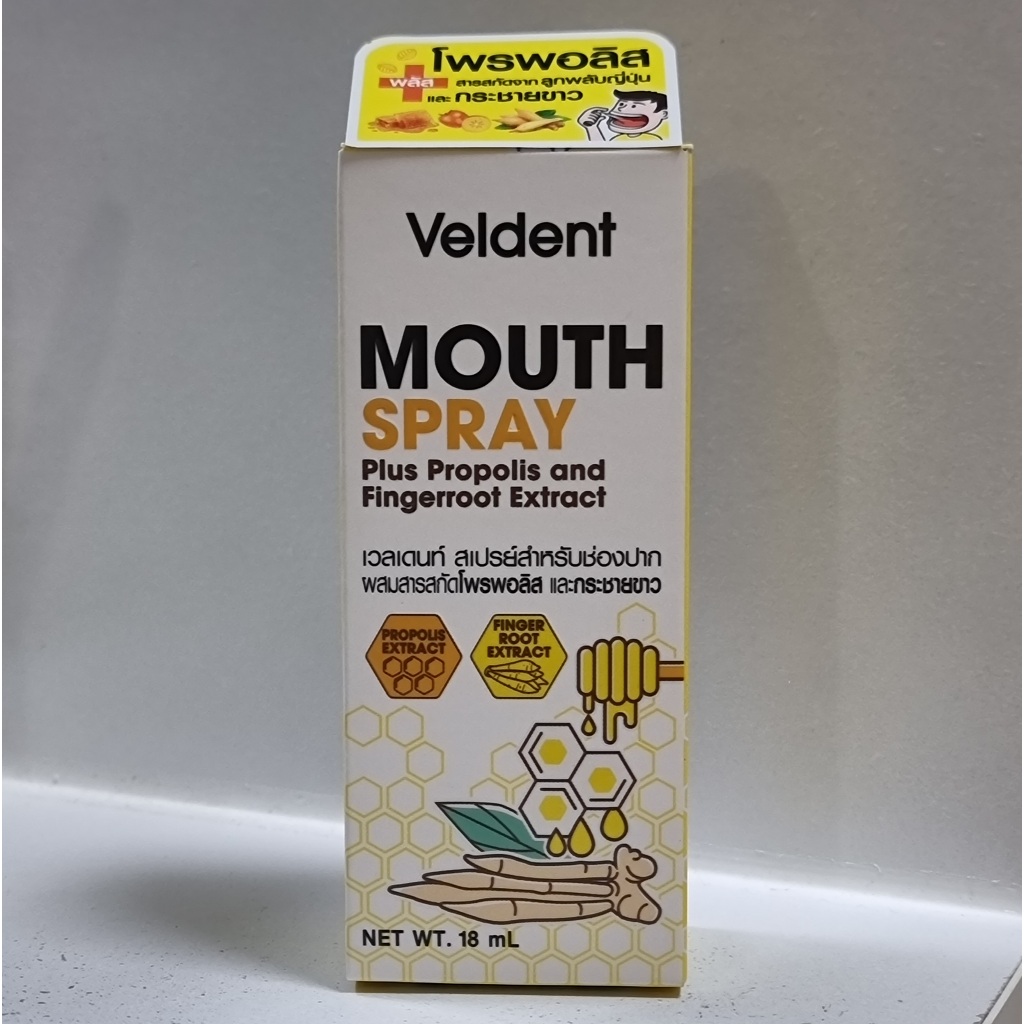 โพรพอลิส
พลัส
สารสกัดจาก ลูกพลับญี่ปุ่น
และ กระชายขาว
Veldent
MOUTH
SPRAY
Plus Propolis and
Fingerroot Extract
เวลเดนท์ สเปรย์สำหรับช่องปาก
ผสมสารสกัดโพรพอลิส และกระชายขาว
PROPOLIS
EXTRACT
FINGER
ROOT
EXTRACT
NET WT. 18 mL